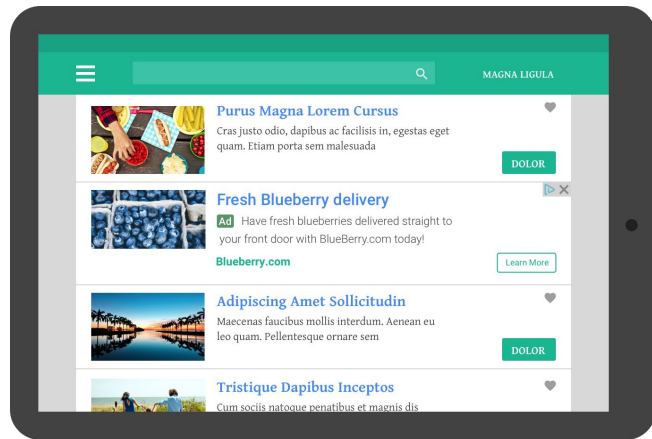 MAGNA LIGULA
Purus Magna Lorem Cursus
Cras justo odio, dapibus ac facilisis in, egestas eget
quam. Etiam porta sem malesuada
DOLOR
Fresh Blueberry delivery
Ad Have fresh blueberries delivered straight to
your front door with BlueBerry.com today!
Blueberry.com
Learn More
Adipiscing Amet Sollicitudin
Maecenas faucibus mollis interdum. Aenean eu
leo quam. Pellentesque ornare sem
DOLOR
Tristique Dapibus Inceptos
Cum sociis natoque penatibus et magnis dis